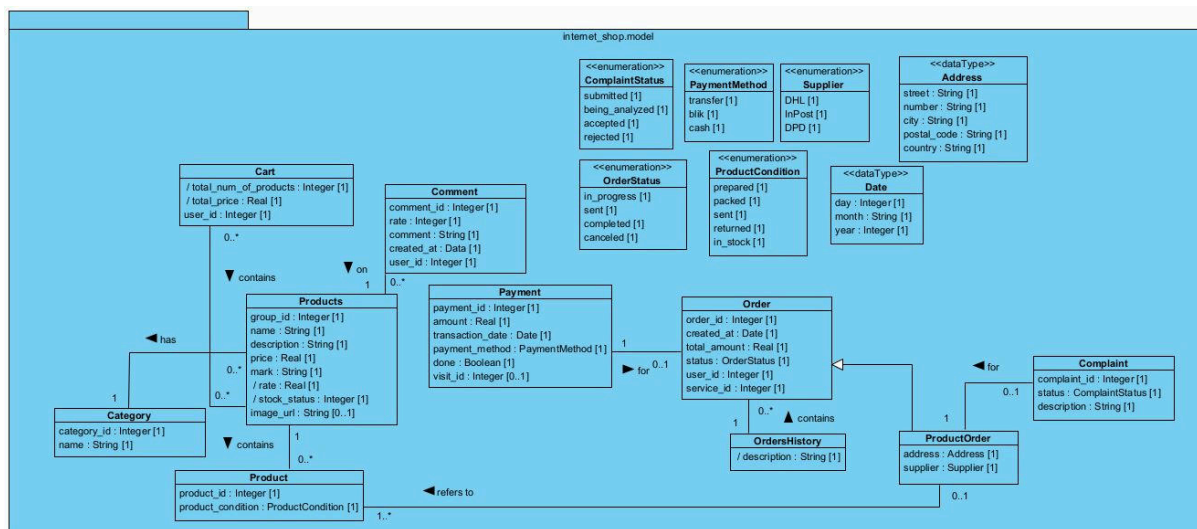 internet_shop.model
<<enumeration>>
ComplaintStatus
submitted [1]
being_analyzed [1]
accepted [1]
rejected [1]
<<enumeration>>
PaymentMethod
transfer [1]
blik [1]
cash [1]
<<enumeration>>
Supplier
DHL [1]
InPost [1]
DPD [1]
<<dataType>>
Address
street : String [1]
number : String [1]
city : String [1]
postal_code : String [1]
country : String [1]
<<enumeration>>
OrderStatus
in_progress [1]
sent [1]
completed [1]
canceled [1]
<<enumeration>>
ProductCondition
prepared [1]
packed [1]
sent [1]
returned [1]
in_stock [1]
<<dataType>>
Date
day : Integer [1]
month : String [1]
year : Integer [1]
Cart
/ total_num_of_products : Integer [1]
/ total_price : Real [1]
user_id : Integer [1]
0..*
contains
Comment
comment_id : Integer [1]
rate : Integer [1]
comment : String [1]
created_at : Data [1]
user_id : Integer [1]
on
1
0..*
Products
group_id : Integer [1]
name : String [1]
description : String [1]
price : Real [1]
mark : String [1]
/ rate : Real [1]
/ stock_status : Integer [1]
image_url : String [0..1]
has
1
0..*
0..*
Category
category_id : Integer [1]
name : String [1]
contains
1
0..*
Product
product_id : Integer [1]
product_condition : ProductCondition [1]
Payment
payment_id : Integer [1]
amount : Real [1]
transaction_date : Date [1]
payment_method : PaymentMethod [1]
done : Boolean [1]
visit_id : Integer [0..1]
1
for
0..1
Order
order_id : Integer [1]
created_at : Date [1]
total_amount : Real [1]
status : OrderStatus [1]
user_id : Integer [1]
service_id : Integer [1]
0..*
contains
1
OrdersHistory
/ description : String [1]
for
0..1
1
Complaint
complaint_id : Integer [1]
status : ComplaintStatus [1]
description : String [1]
ProductOrder
address : Address [1]
supplier : Supplier [1]
0..1
refers to
1..*